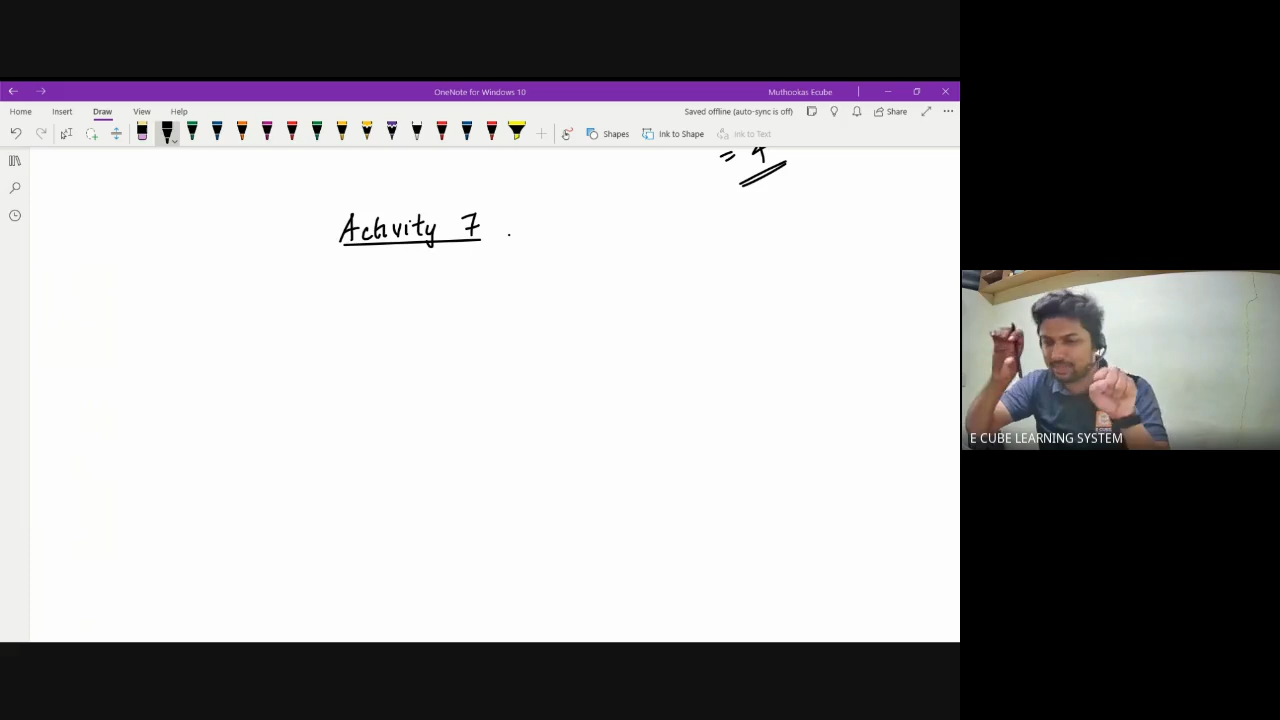 OneNote for Windows 10
Muthookas Ecube
Home Insert Draw View Help
Saved offline (auto-sync is off)
Share
Shapes
Ink to Shape
Ink to Text
=
Activity 7
E CUBE LEARNING SYSTEM